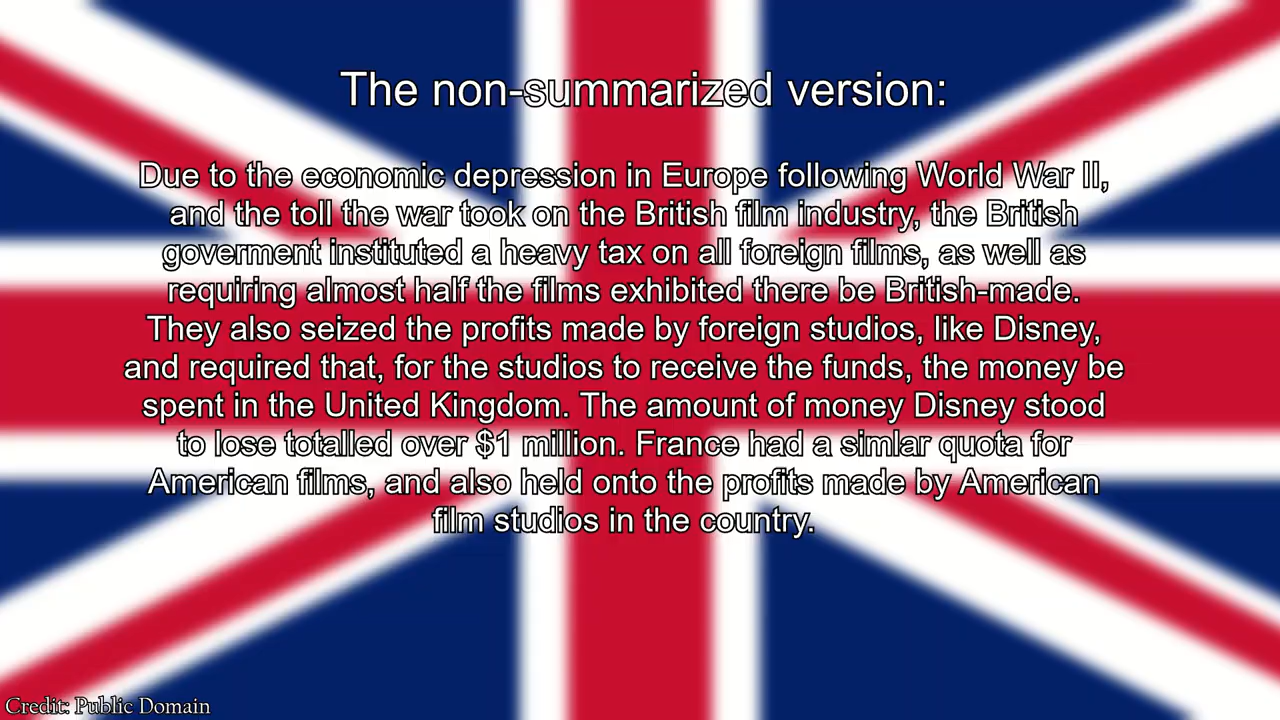 The non-summarized version:
Due to the economic depression in Europe following World War II,
and the toll the war took on the British film industry, the British
goverment instituted a heavy tax on all foreign films, as well as
requiring almost half the films exhibited there be British-made.
They also seized the profits made by foreign studios, like Disney,
and required that, for the studios to receive the funds, the money be
spent in the United Kingdom. The amount of money Disney stood
to lose totalled over $1 million. France had a simlar quota for
American films, and also held onto the profits made by American
film studios in the country.
Credit: Public Domain